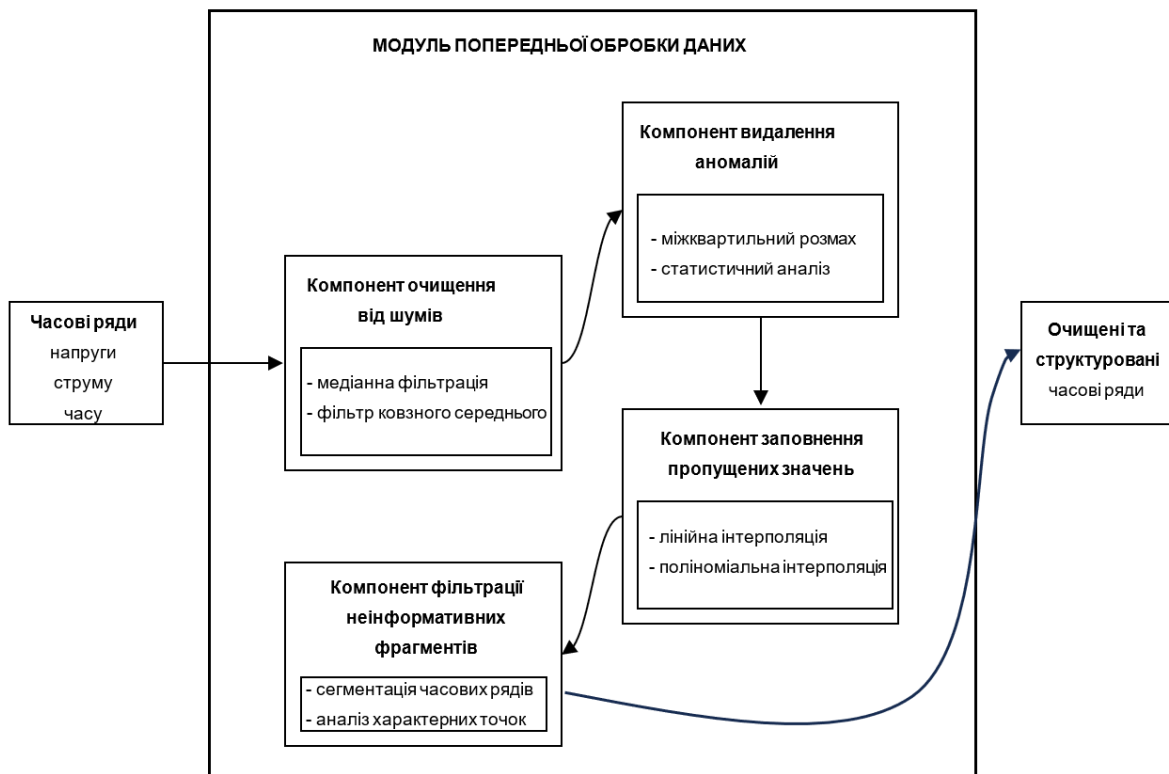 МОДУЛЬ ПОПЕРЕДНЬОЇ ОБРОБКИ ДАНИХ
Часові ряди
напруги
струму
часу
Компонент очищення
від шумів
- медіанна фільтрація
- фільтр ковзного середнього
Компонент видалення
аномалій
- міжквартильний розмах
- статистичний аналіз
Компонент заповнення
пропущених значень
- лінійна інтерполяція
- поліноміальна інтерполяція
Компонент фільтрації
неінформативних
фрагментів
- сегментація часових рядів
- аналіз характерних точок
Очищені та
структуровані
часові ряди